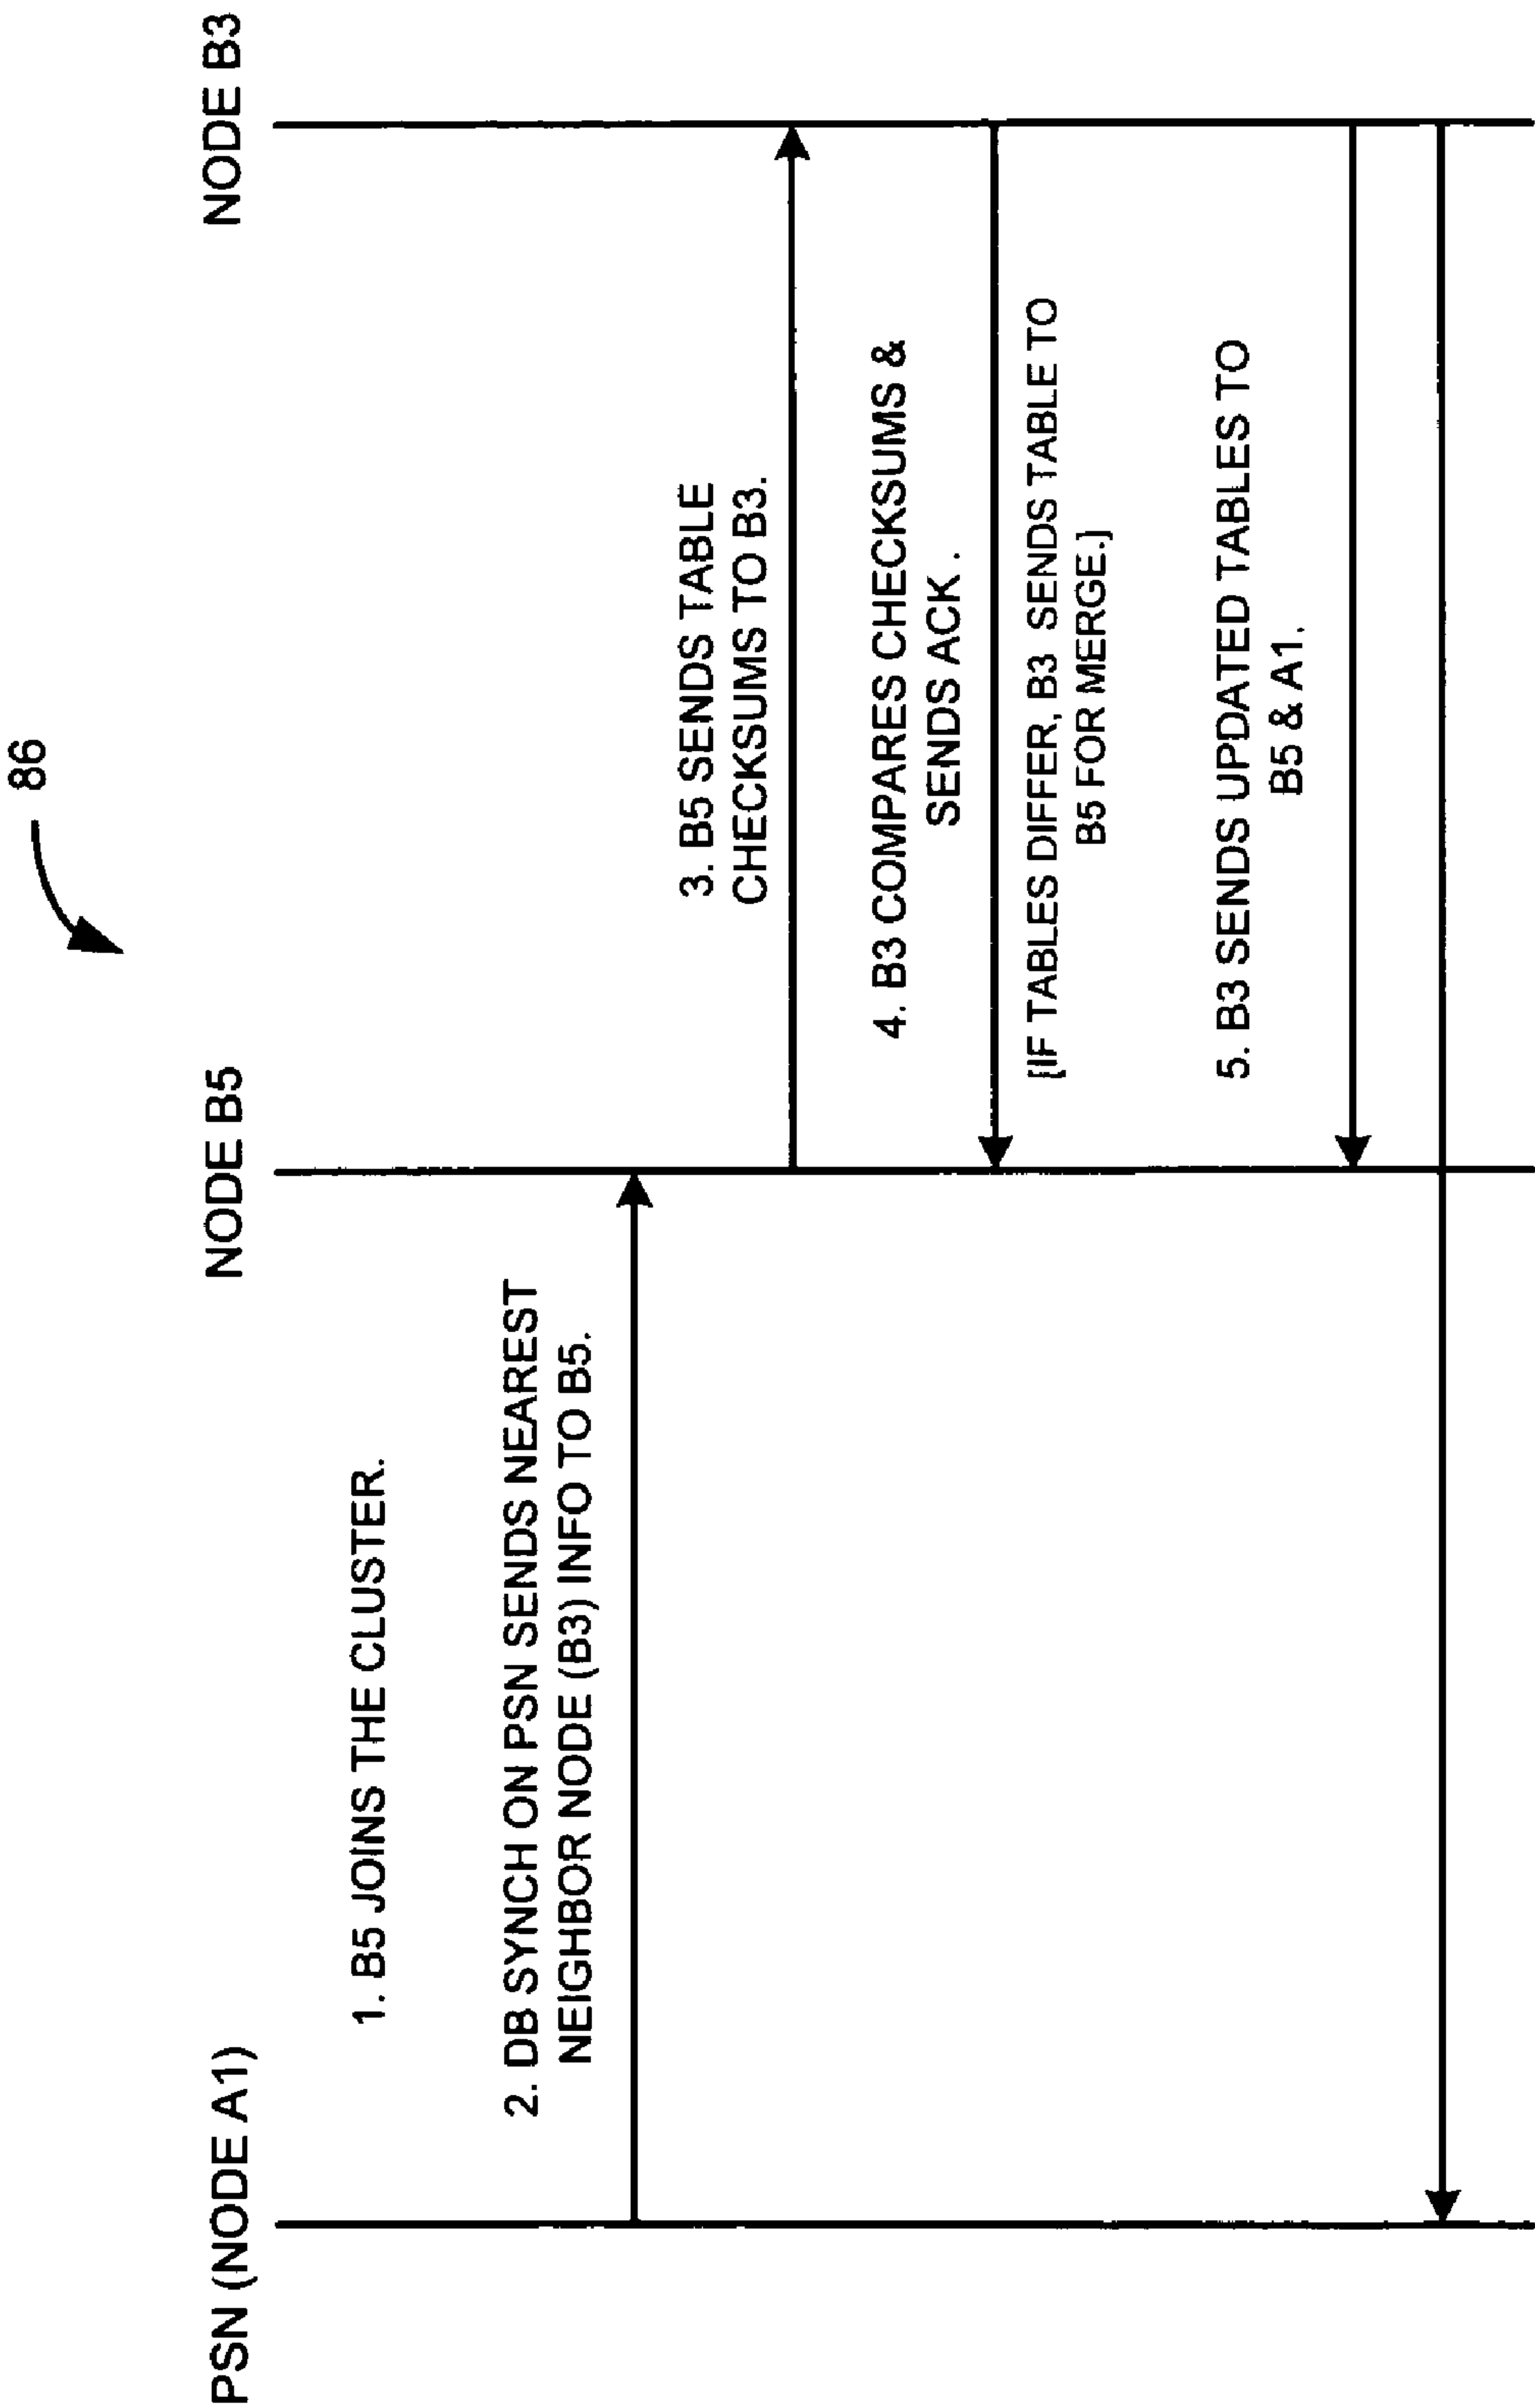 86
PSN (NODE A1)
NODE B5
NODE B3
1. B5 JOINS THE CLUSTER.
2. DB SYNCH ON PSN SENDS NEAREST
NEIGHBOR NODE (B3) INFO TO B5.
3. B5 SENDS TABLE
CHECKSUMS TO B3.
4. B3 COMPARES CHECKSUMS &
SENDS ACK .
[IF TABLES DIFFER, B3 SENDS TABLE TO
B5 FOR MERGE.]
5. B3 SENDS UPDATED TABLES TO
B5 & A1.